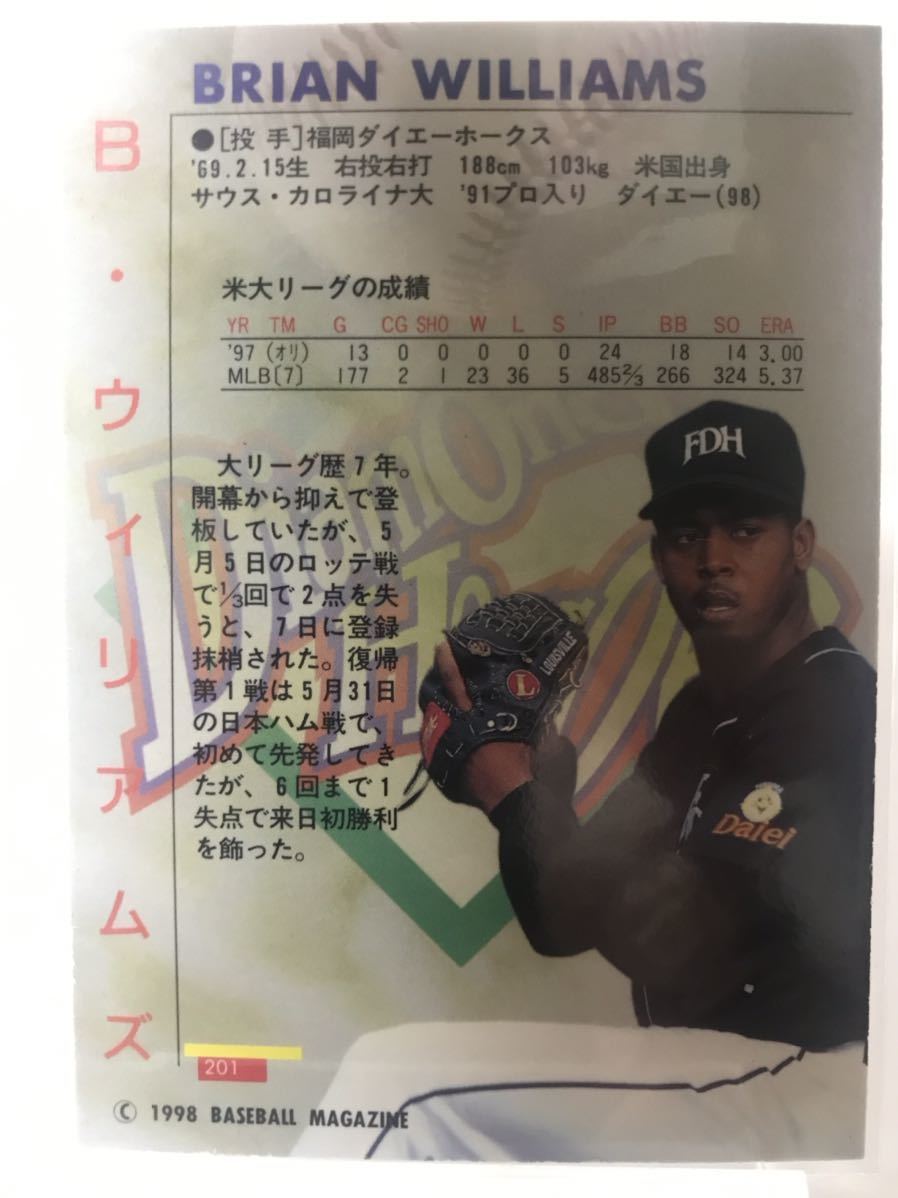 BRIAN WILLIAMS
●[投 手]福岡ダイエーホークス
'69.2.15生 右投右打 188cm 103kg 米国出身
サウス・カロライナ大 '91プロ入り ダイエー(98)
B・ウィリアムズ
米大リーグの成績
YR TM G CG SHO W L S IP BB SO ERA
'97 (オリ) 13 0 0 0 0 0 24 18 14 3.00
MLB[7] 177 2 1 23 36 5 485 2/3 266 324 5.37
大リーグ歴7年。
開幕から抑えで登
板していたが、5
月5日のロッテ戦
で1/3回で2点を失
うと、7日に登録
抹梢された。復帰
第1戦は5月31日
の日本ハム戦で、
初めて先発してき
たが、6回まで1
失点で来日初勝利
を飾った。
FDH
LOUISVILLE
L
Daiei
Diamond
201
© 1998 BASEBALL MAGAZINE